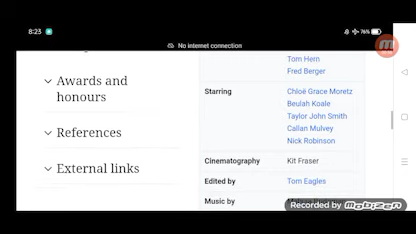 8:23
76%
No internet connection
Awards and
honours
References
External links
Tom Hern
Fred Berger
Starring
Chloë Grace Moretz
Beulah Koale
Taylor John Smith
Callan Mulvey
Nick Robinson
Cinematography
Kit Fraser
Edited by
Tom Eagles
Music by
Recorded by mobizen